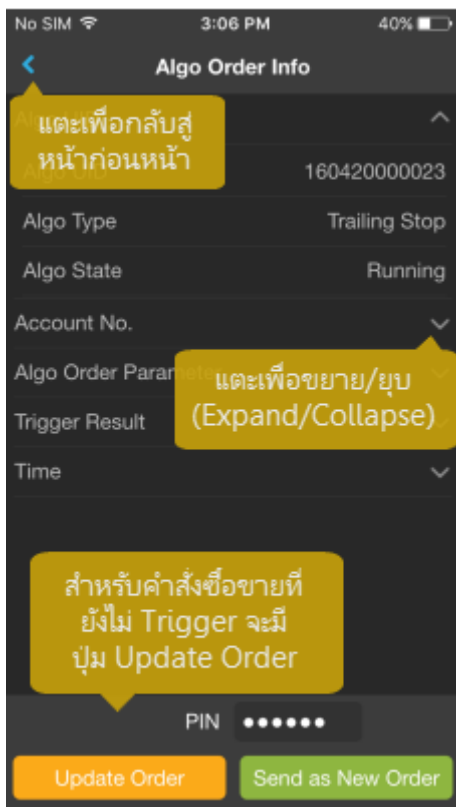 No SIM 3:06 PM 40%
Algo Order Info
แตะเพื่อกลับสู่
หน้าก่อนหน้า
Algo UID 160420000023
Algo Type Trailing Stop
Algo State Running
Account No.
Algo Order Parameter
แตะเพื่อขยาย/ยุบ
(Expand/Collapse)
Trigger Result
Time
สำหรับคำสั่งซื้อขายที่
ยังไม่ Trigger จะมี
ปุ่ม Update Order
PIN ●●●●●●
Update Order Send as New Order